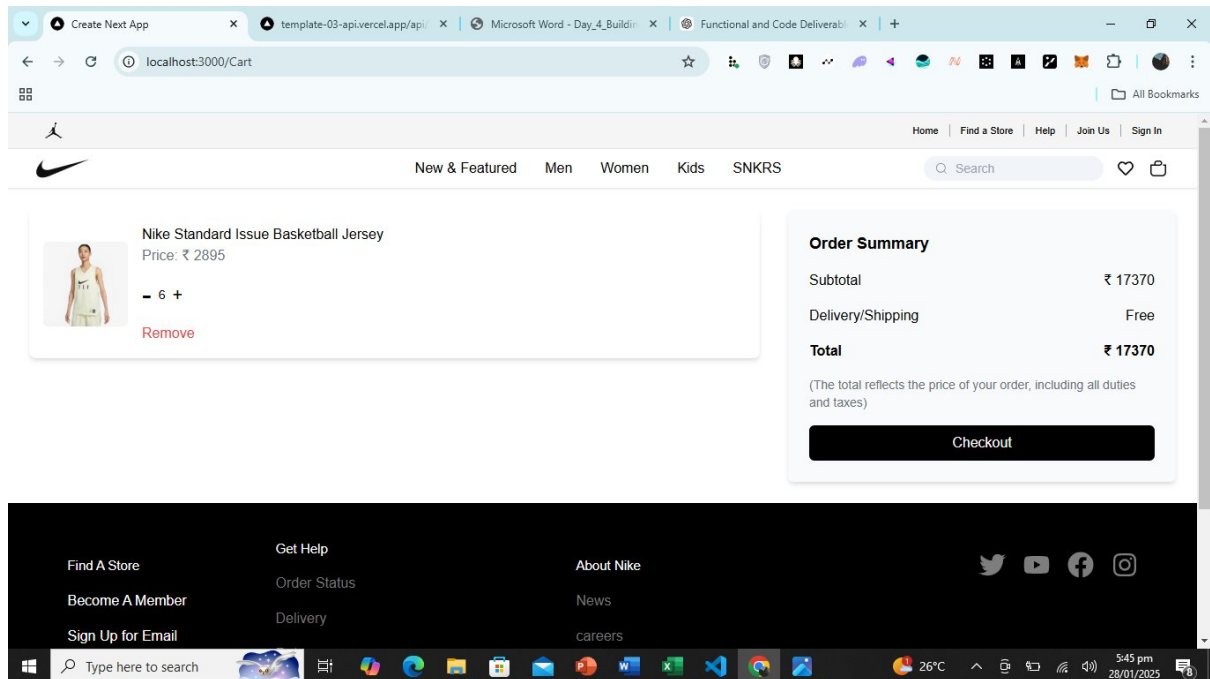 Create Next App
template-03-api.vercel.app/api/
Microsoft Word - Day_4_Buildin
Functional and Code Deliverabl
localhost:3000/Cart
All Bookmarks
Home | Find a Store | Help | Join Us | Sign In
New & Featured Men Women Kids SNKRS
Search
Nike Standard Issue Basketball Jersey
Price: ₹ 2895
- 6 +
Remove
Order Summary
Subtotal ₹ 17370
Delivery/Shipping Free
Total ₹ 17370
(The total reflects the price of your order, including all duties
and taxes)
Checkout
Find A Store
Become A Member
Sign Up for Email
Get Help
Order Status
Delivery
About Nike
News
careers
Type here to search
26°C
5:45 pm
28/01/2025
8